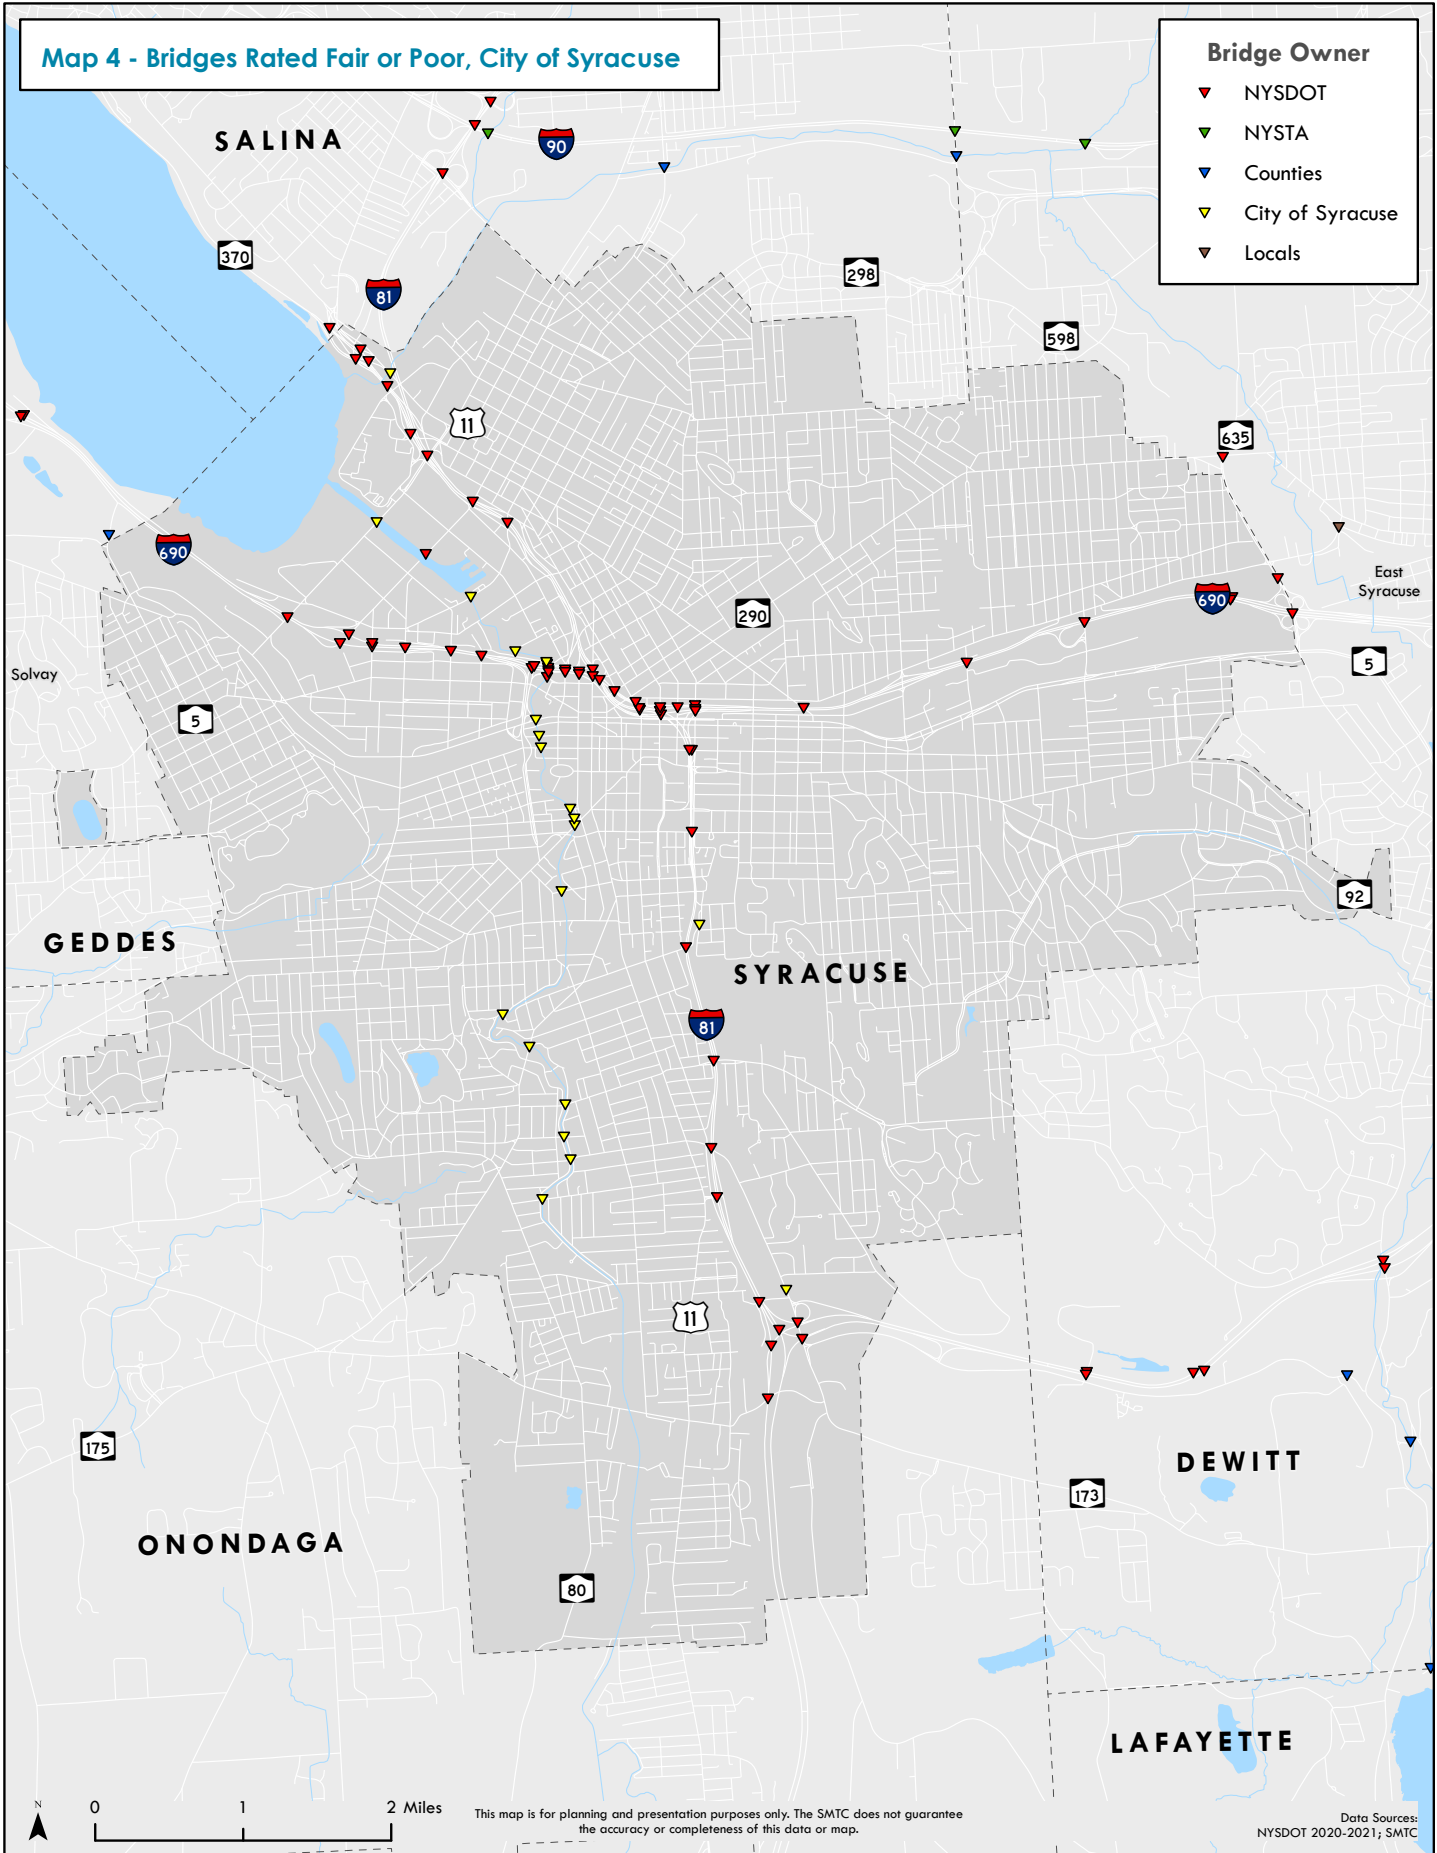 Map 4 - Bridges Rated Fair or Poor, City of Syracuse
Bridge Owner
NYSDOT
NYSTA
Counties
City of Syracuse
Locals
SALINA
90
370
81
298
598
11
635
690
290
690
East
Syracuse
5
Solvay
5
92
GEDDES
SYRACUSE
81
11
175
DEWITT
173
ONONDAGA
80
LAFAYETTE
N
0 1 2 Miles
This map is for planning and presentation purposes only. The SMTC does not guarantee
the accuracy or completeness of this data or map.
Data Sources:
NYSDOT 2020-2021; SMTC